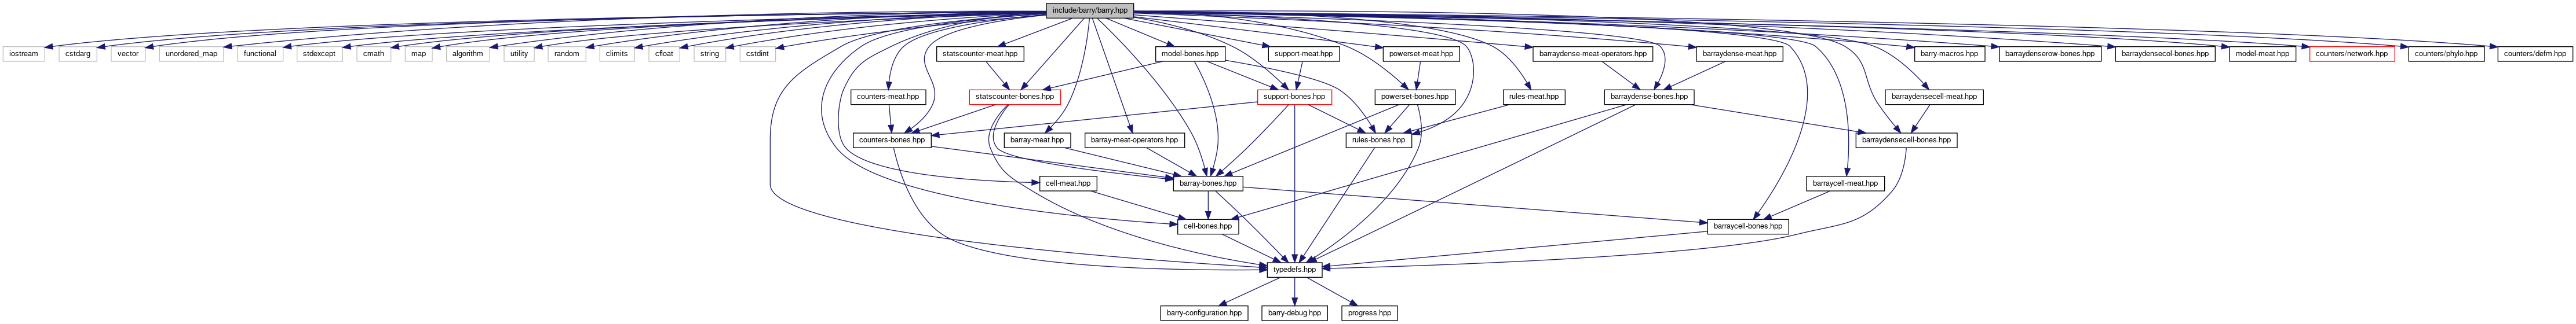 include/barry/barry.hpp
iostream
cstdarg
vector
unordered_map
functional
stdexcept
cmath
map
algorithm
utility
random
climits
cfloat
string
cstdint
statscounter-meat.hpp
model-bones.hpp
support-meat.hpp
powerset-meat.hpp
barraydense-meat-operators.hpp
barraydense-meat.hpp
barry-macros.hpp
barraydenserow-bones.hpp
barraydensecol-bones.hpp
model-meat.hpp
counters/network.hpp
counters/phylo.hpp
counters/defm.hpp
counters-meat.hpp
statscounter-bones.hpp
support-bones.hpp
powerset-bones.hpp
rules-meat.hpp
barraydense-bones.hpp
barraydensecell-meat.hpp
counters-bones.hpp
barray-meat.hpp
barray-meat-operators.hpp
rules-bones.hpp
barraydensecell-bones.hpp
cell-meat.hpp
barray-bones.hpp
barraycell-meat.hpp
cell-bones.hpp
barraycell-bones.hpp
typedefs.hpp
barry-configuration.hpp
barry-debug.hpp
progress.hpp